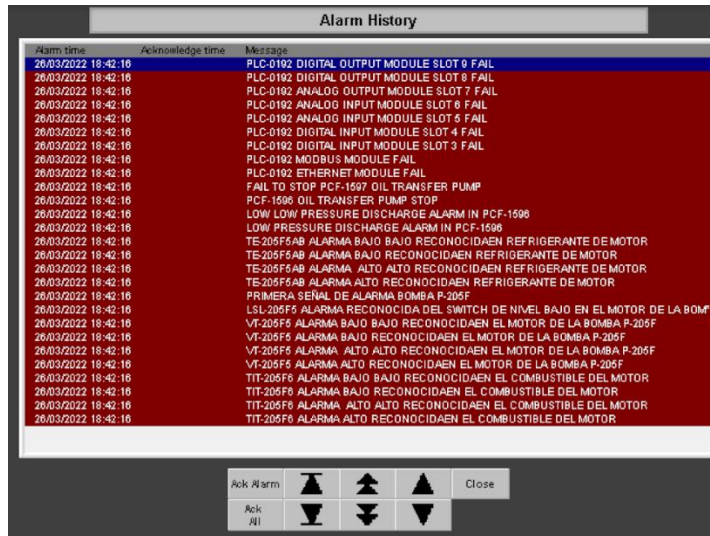 Alarm History
Alarm time Acknowledge time Message
26/03/2022 18:42:16 PLC-0192 DIGITAL OUTPUT MODULE SLOT 9 FAIL
26/03/2022 18:42:16 PLC-0192 DIGITAL OUTPUT MODULE SLOT 8 FAIL
26/03/2022 18:42:16 PLC-0192 ANALOG OUTPUT MODULE SLOT 7 FAIL
26/03/2022 18:42:16 PLC-0192 ANALOG INPUT MODULE SLOT 6 FAIL
26/03/2022 18:42:16 PLC-0192 ANALOG INPUT MODULE SLOT 5 FAIL
26/03/2022 18:42:16 PLC-0192 DIGITAL INPUT MODULE SLOT 4 FAIL
26/03/2022 18:42:16 PLC-0192 DIGITAL INPUT MODULE SLOT 3 FAIL
26/03/2022 18:42:16 PLC-0192 MODBUS MODULE FAIL
26/03/2022 18:42:16 PLC-0192 ETHERNET MODULE FAIL
26/03/2022 18:42:16 FAIL TO STOP PCF-1597 OIL TRANSFER PUMP
26/03/2022 18:42:16 PCF-1596 OIL TRANSFER PUMP STOP
26/03/2022 18:42:16 LOW LOW PRESSURE DISCHARGE ALARM IN PCF-1596
26/03/2022 18:42:16 LOW PRESSURE DISCHARGE ALARM IN PCF-1596
26/03/2022 18:42:16 TE-205F5AB ALARMA BAJO BAJO RECONOCIDAEN REFRIGERANTE DE MOTOR
26/03/2022 18:42:16 TE-205F5AB ALARMA BAJO RECONOCIDAEN REFRIGERANTE DE MOTOR
26/03/2022 18:42:16 TE-205F5AB ALARMA ALTO ALTO RECONOCIDAEN REFRIGERANTE DE MOTOR
26/03/2022 18:42:16 TE-205F5AB ALARMA ALTO RECONOCIDAEN REFRIGERANTE DE MOTOR
26/03/2022 18:42:16 PRIMERA SEÑAL DE ALARMA BOMBA P-205F
26/03/2022 18:42:16 LSL-205F5 ALARMA RECONOCIDA DEL SWITCH DE NIVEL BAJO EN EL MOTOR DE LA BOM
26/03/2022 18:42:16 VT-205F5 ALARMA BAJO BAJO RECONOCIDAEN EL MOTOR DE LA BOMBA P-205F
26/03/2022 18:42:16 VT-205F5 ALARMA BAJO RECONOCIDAEN EL MOTOR DE LA BOMBA P-205F
26/03/2022 18:42:16 VT-205F5 ALARMA ALTO ALTO RECONOCIDAEN EL MOTOR DE LA BOMBA P-205F
26/03/2022 18:42:16 VT-205F5 ALARMA ALTO RECONOCIDAEN EL MOTOR DE LA BOMBA P-205F
26/03/2022 18:42:16 TIT-205F6 ALARMA BAJO BAJO RECONOCIDAEN EL COMBUSTIBLE DEL MOTOR
26/03/2022 18:42:16 TIT-205F6 ALARMA BAJO RECONOCIDAEN EL COMBUSTIBLE DEL MOTOR
26/03/2022 18:42:16 TIT-205F6 ALARMA ALTO ALTO RECONOCIDAEN EL COMBUSTIBLE DEL MOTOR
26/03/2022 18:42:16 TIT-205F6 ALARMA ALTO RECONOCIDAEN EL COMBUSTIBLE DEL MOTOR
Ack Alarm Close
Ack
All